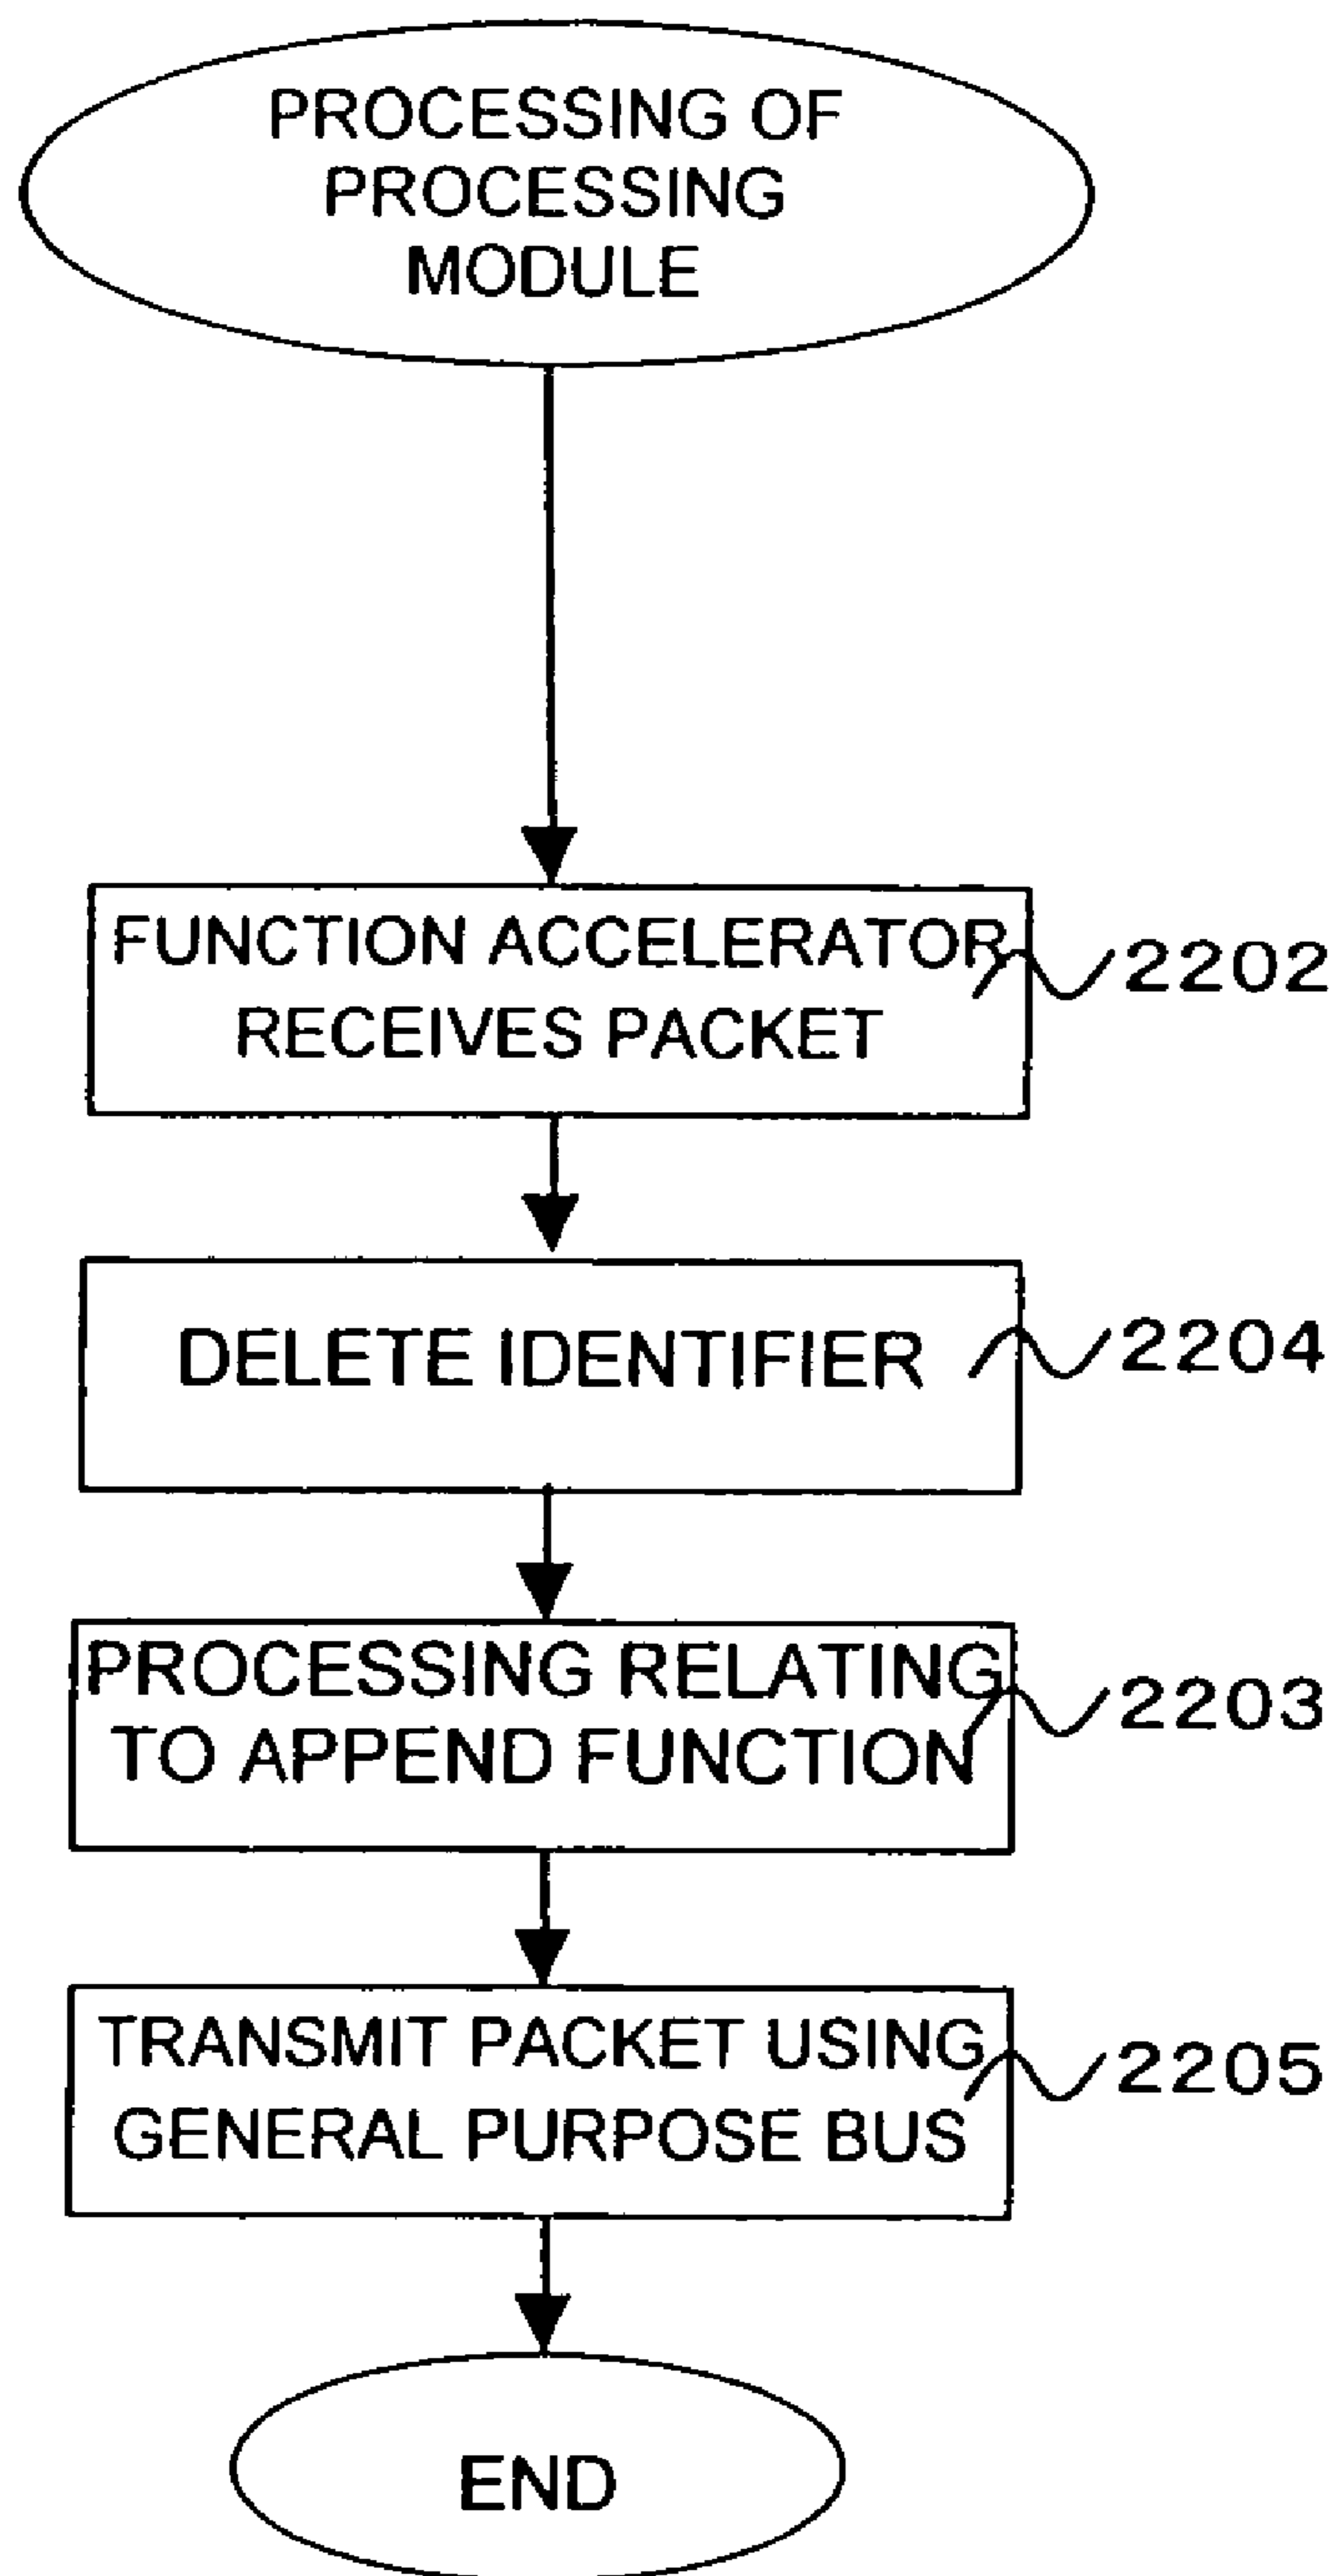 PROCESSING OF
PROCESSING
MODULE
FUNCTION ACCELERATOR
RECEIVES PACKET
2202
DELETE IDENTIFIER
2204
PROCESSING RELATING
TO APPEND FUNCTION
2203
TRANSMIT PACKET USING
GENERAL PURPOSE BUS
2205
END